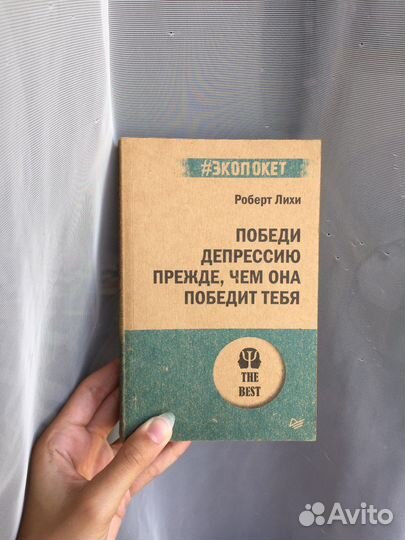 #ЭКОПОКЕТ
Роберт Лихи
ПОБЕДИ
ДЕПРЕССИЮ
ПРЕЖДЕ, ЧЕМ ОНА
ПОБЕДИТ ТЕБЯ
THE
BEST
Avito